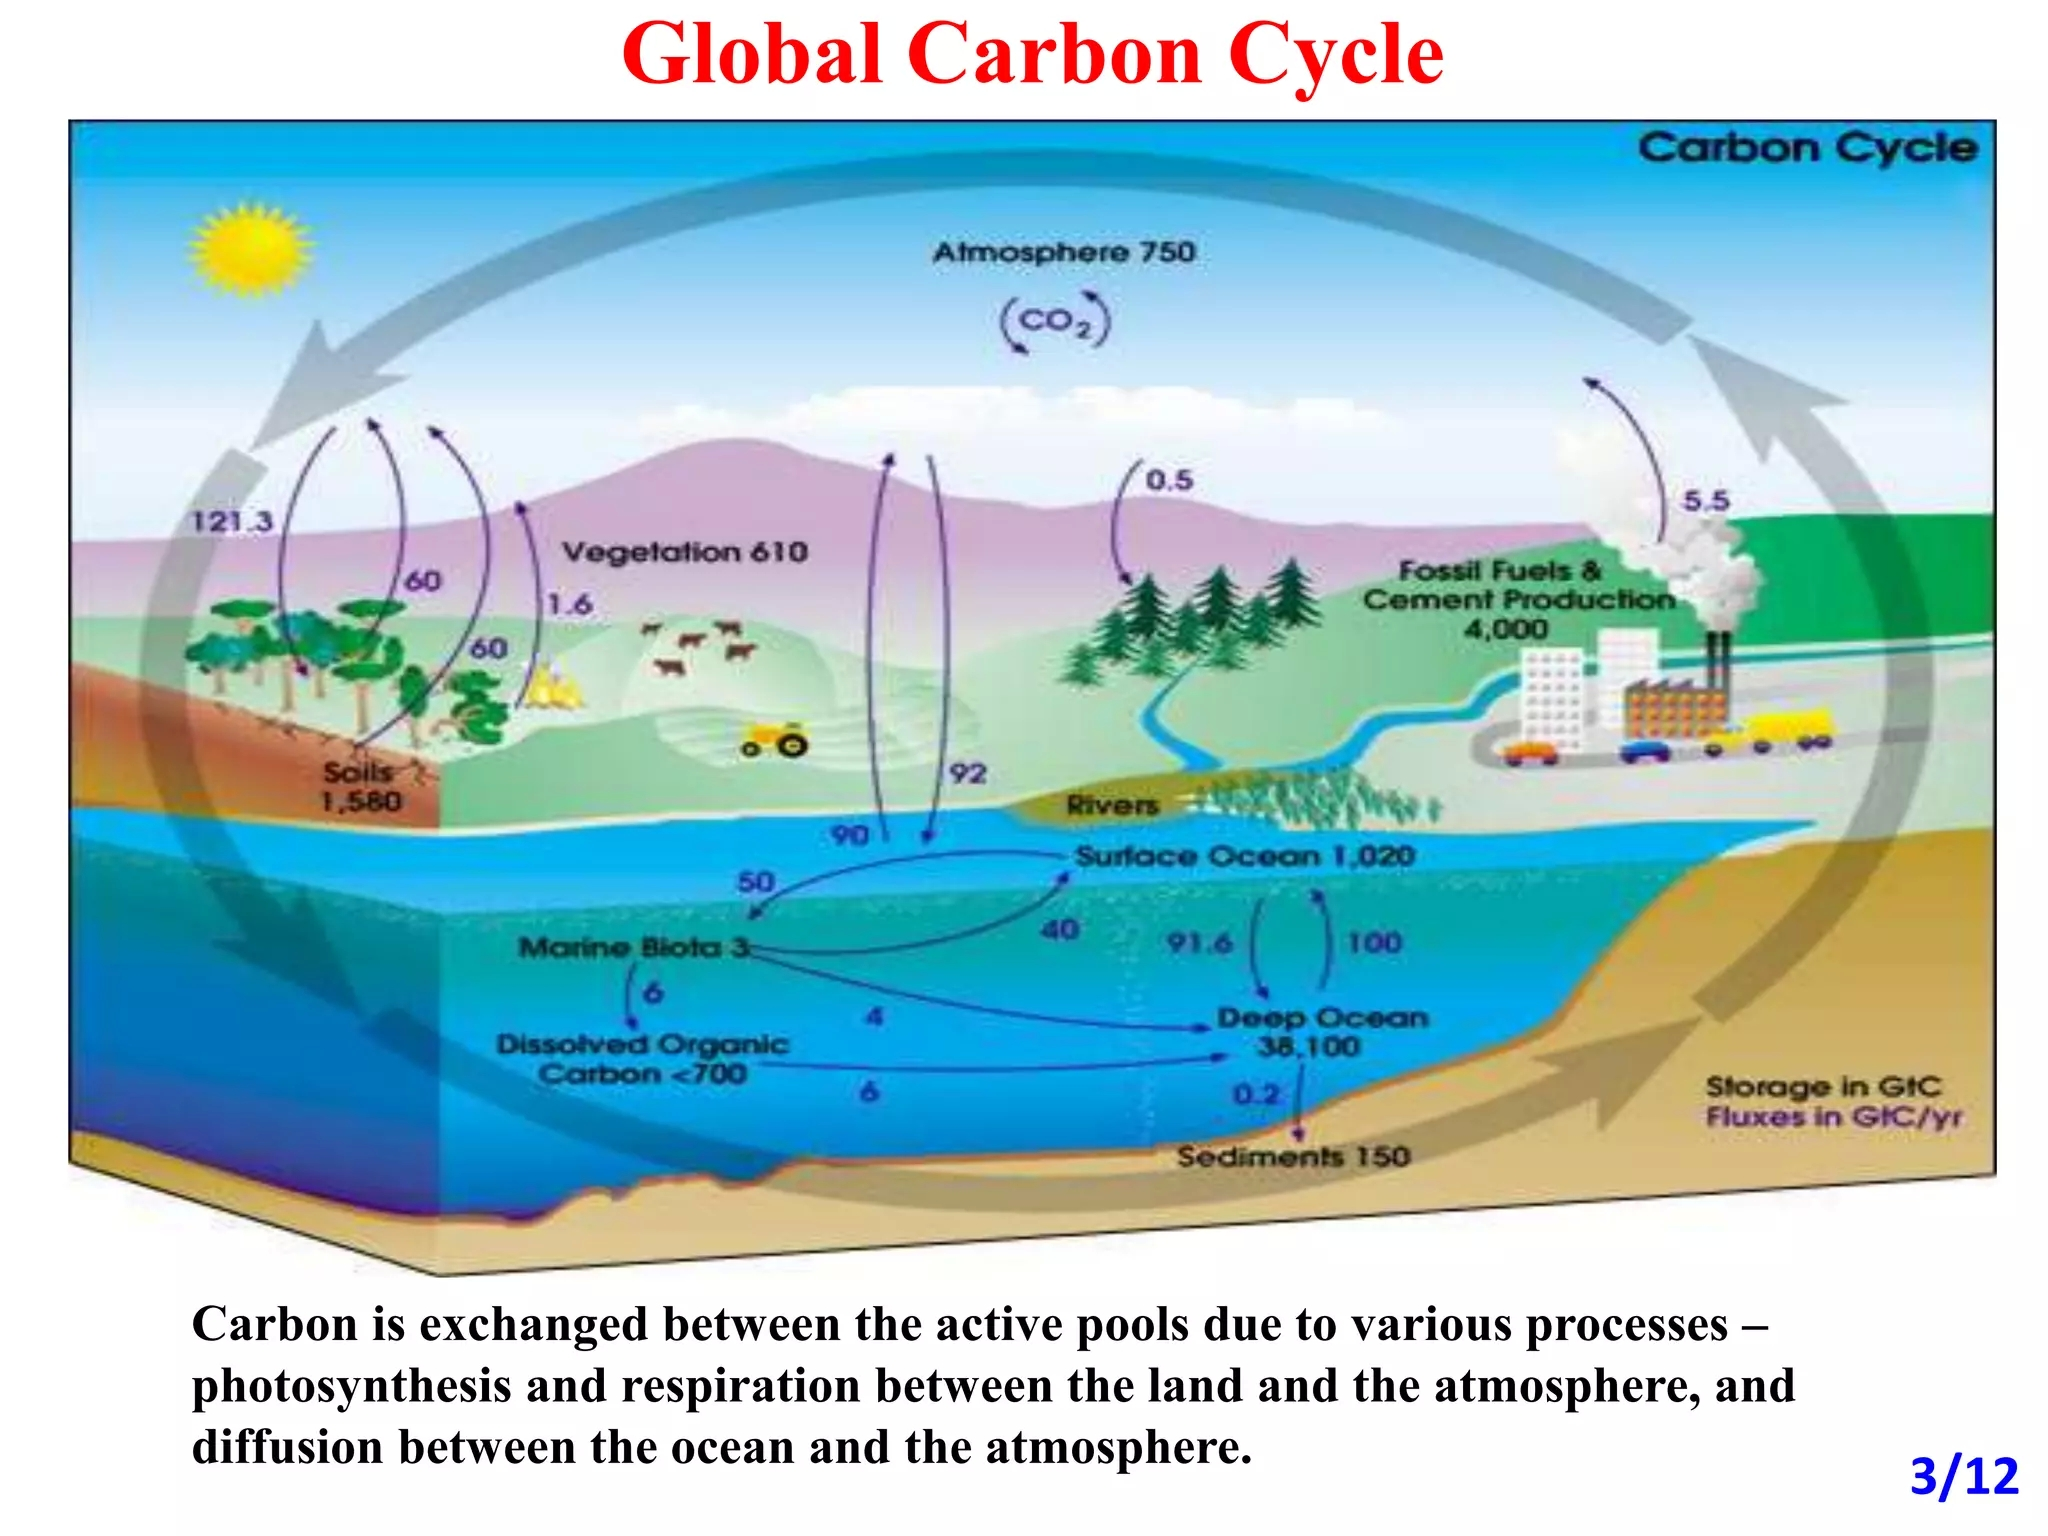 Global Carbon Cycle
Carbon Cycle
Atmosphere 750
(CO₂)
0.5
5.5
121.3
Vegetation 610
60
Fossil Fuels &
Cement Production
4,000
1.6
60
Soils
1,580
92
Rivers
90
Surface Ocean 1,020
50
40
91.6
100
Marine Biota 3
6
4
Deep Ocean
38,100
Dissolved Organic
Carbon <700
6
0.2
Storage in GtC
Fluxes in GtC/yr
Sediments 150
Carbon is exchanged between the active pools due to various processes –
photosynthesis and respiration between the land and the atmosphere, and
diffusion between the ocean and the atmosphere.
3/12